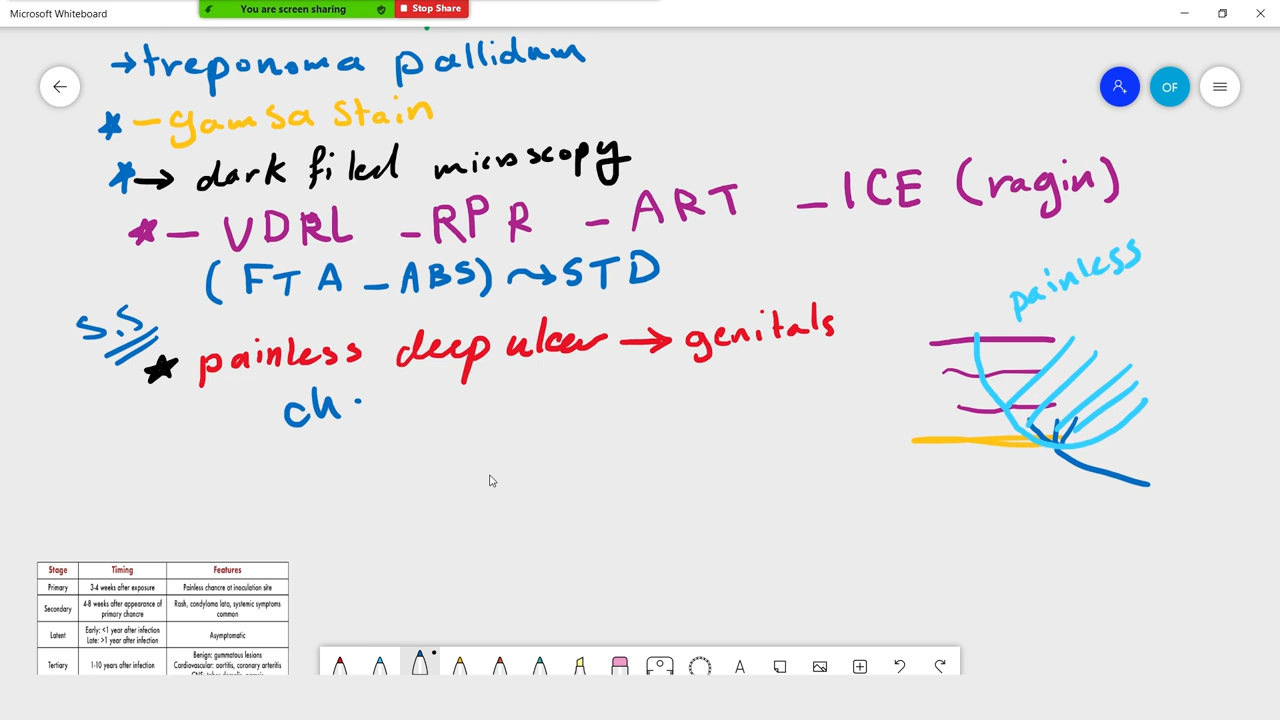 Microsoft Whiteboard
You are screen sharing
Stop Share
OF
→treponoma pallidum
- gamsa stain
→ dark filed microscopy
- VDRL - RPR - ART - ICE (ragin)
(FTA - ABS) → STD
painless
S.S
painless deep ulcer → genitals
ch.
Stage Timing Features
Primary 3-4 weeks after exposure Painless chancre at inoculation site
Secondary 4-8 weeks after appearance of primary chancre Rash, condyloma lata, systemic symptoms common
Latent Early: <1 year after infection Late: >1 year after infection Asymptomatic
Tertiary 1-10 years after infection Benign: gummatous lesions Cardiovascular: aortitis, coronary arteritis
A